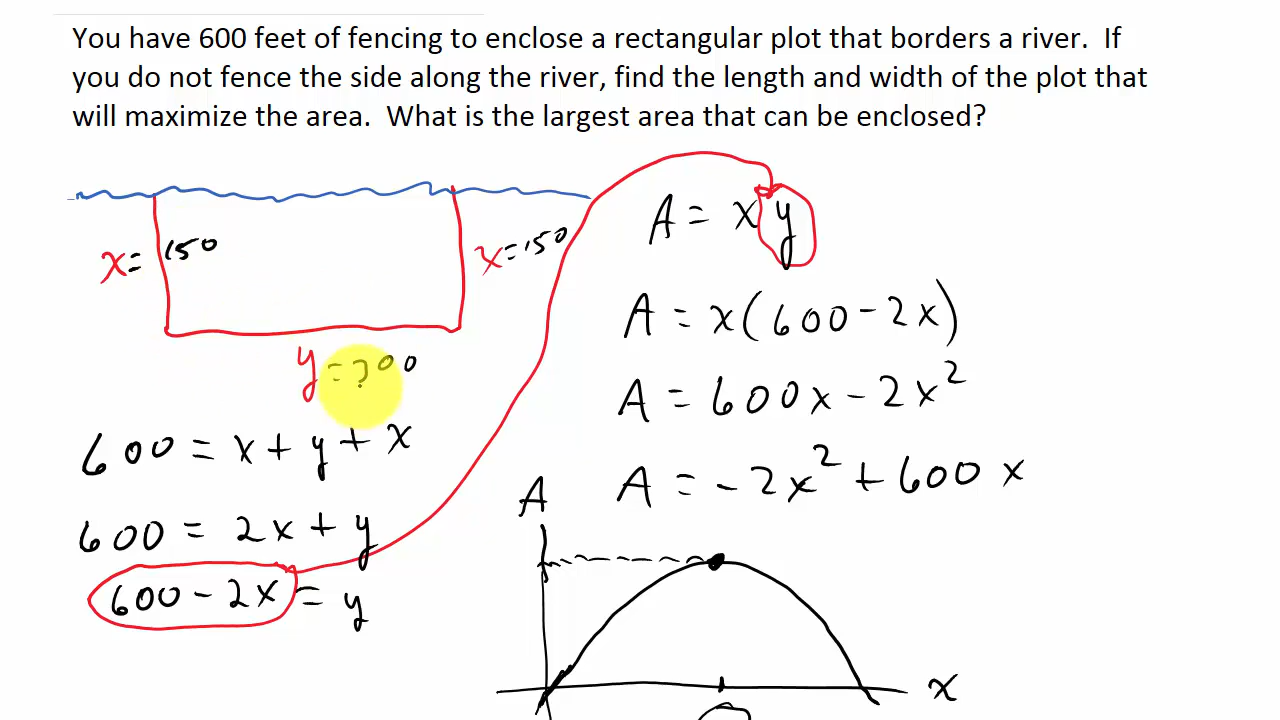 You have 600 feet of fencing to enclose a rectangular plot that borders a river. If
you do not fence the side along the river, find the length and width of the plot that
will maximize the area. What is the largest area that can be enclosed?
x = 150
x = 150
y = 300
600 = x + y + x
600 = 2x + y
600 - 2x = y
A = xy
A = x(600 - 2x)
A = 600x - 2x²
A = -2x² + 600x
A
x